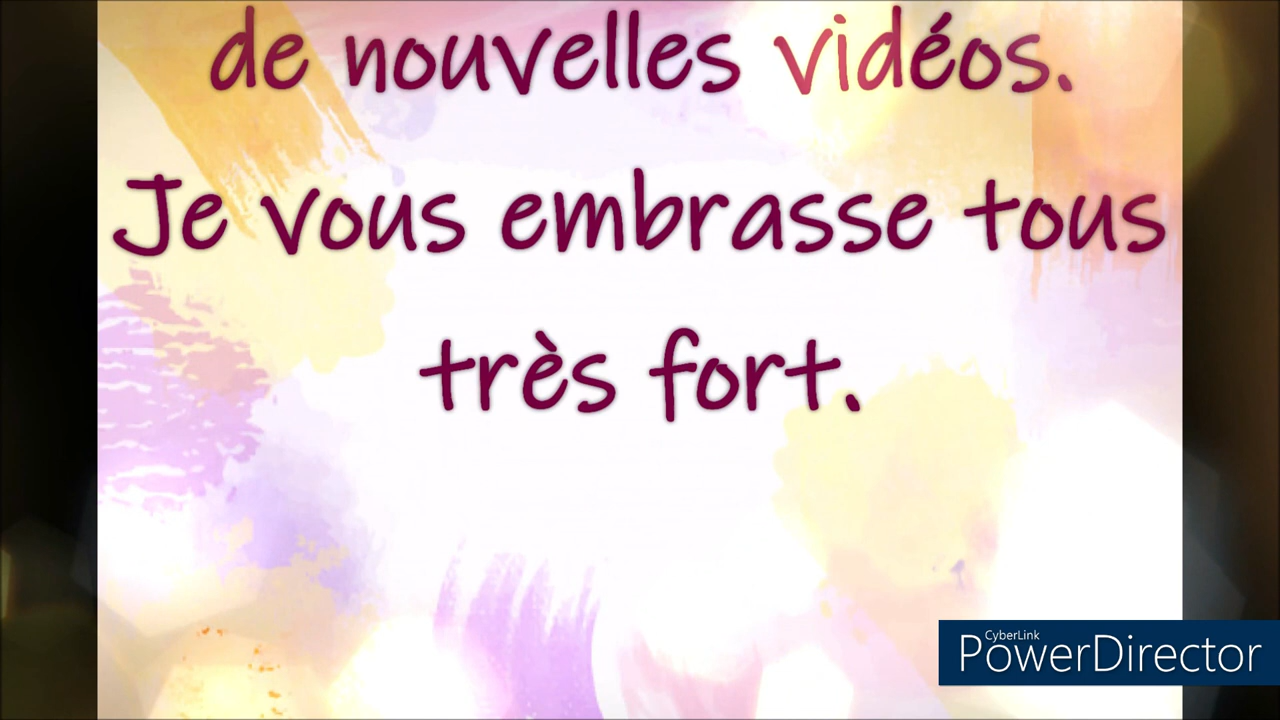 de nouvelles vidéos.
Je vous embrasse tous
très fort.
CyberLink
PowerDirector